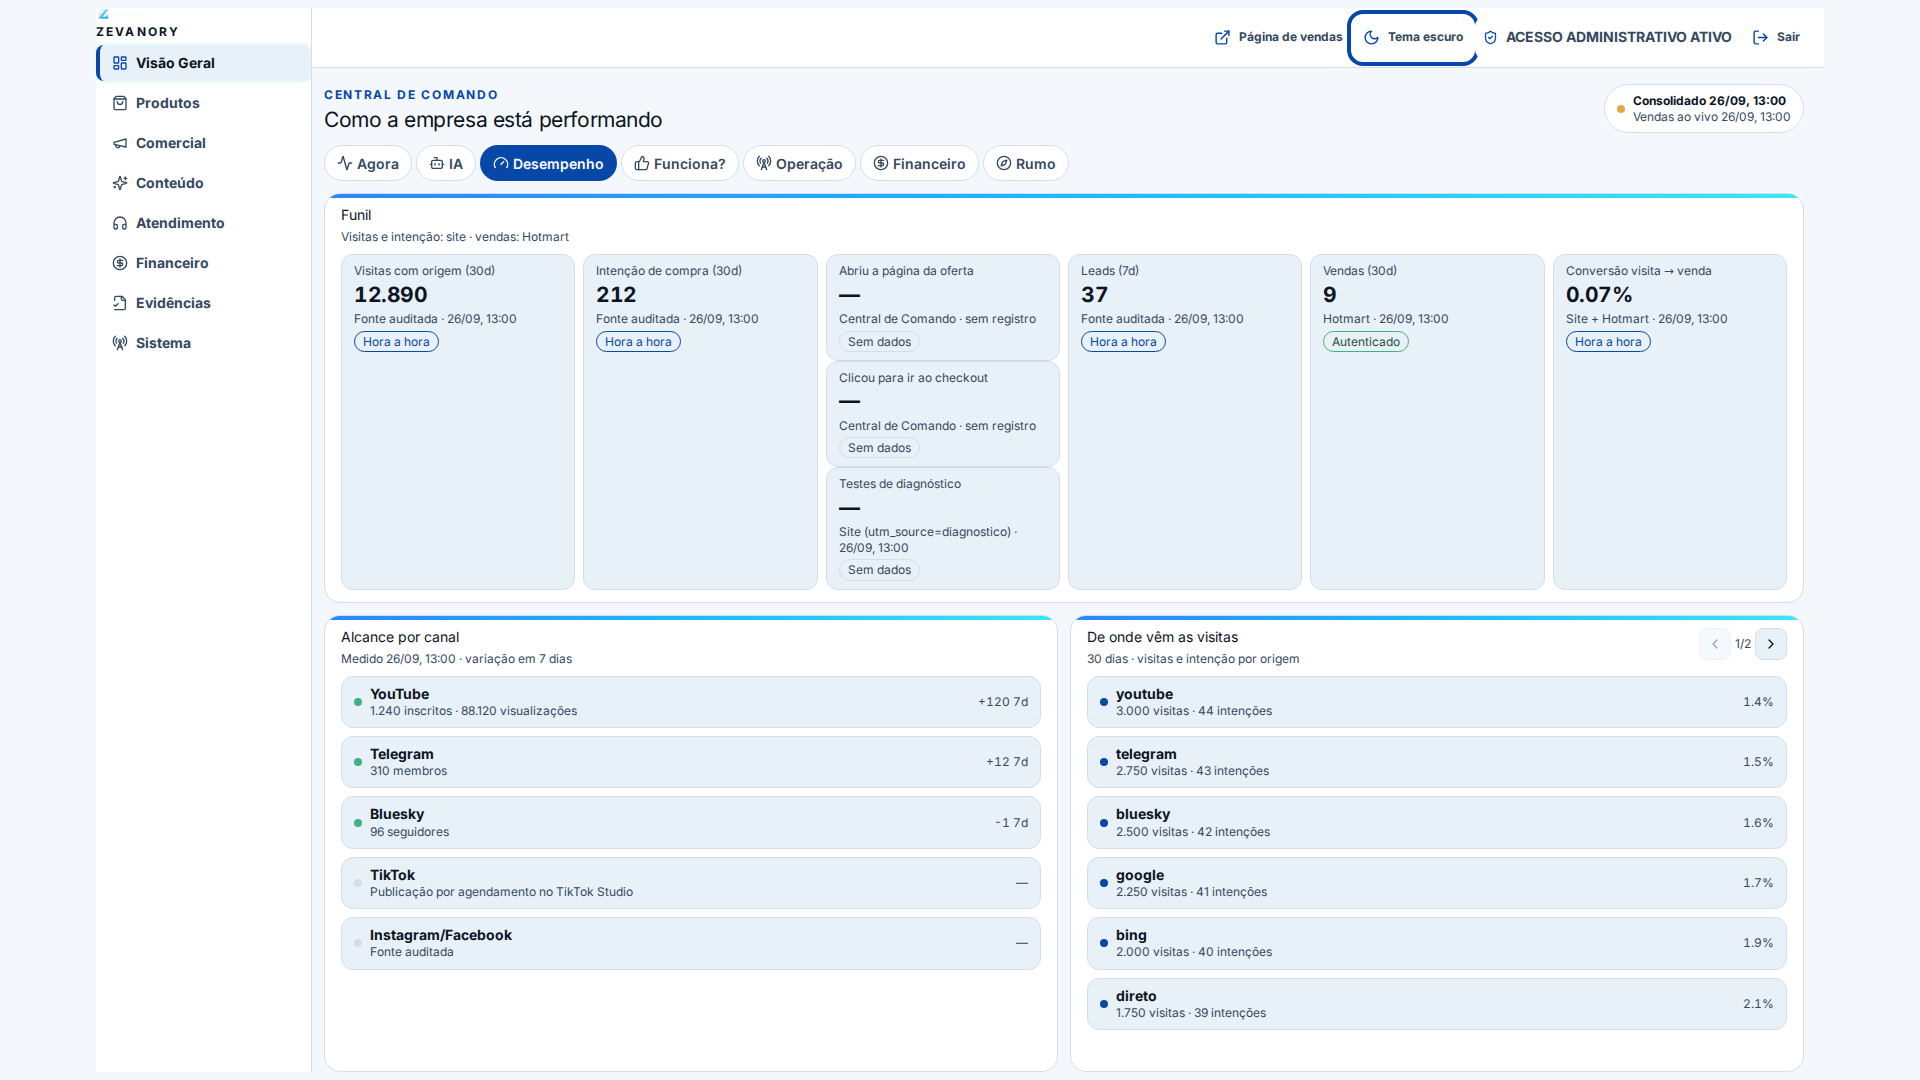 ZEVANORY
Visão Geral
Produtos
Comercial
Conteúdo
Atendimento
Financeiro
Evidências
Sistema
Página de vendas
Tema escuro
ACESSO ADMINISTRATIVO ATIVO
Sair
CENTRAL DE COMANDO
Como a empresa está performando
Consolidado 26/09, 13:00
Vendas ao vivo 26/09, 13:00
Agora
IA
Desempenho
Funciona?
Operação
Financeiro
Rumo
Funil
Visitas e intenção: site · vendas: Hotmart
Visitas com origem (30d)
12.890
Fonte auditada · 26/09, 13:00
Hora a hora
Intenção de compra (30d)
212
Fonte auditada · 26/09, 13:00
Hora a hora
Abriu a página da oferta
—
Central de Comando · sem registro
Sem dados
Clicou para ir ao checkout
—
Central de Comando · sem registro
Sem dados
Testes de diagnóstico
—
Site (utm_source=diagnostico) ·
26/09, 13:00
Sem dados
Leads (7d)
37
Fonte auditada · 26/09, 13:00
Hora a hora
Vendas (30d)
9
Hotmart · 26/09, 13:00
Autenticado
Conversão visita → venda
0.07%
Site + Hotmart · 26/09, 13:00
Hora a hora
Alcance por canal
Medido 26/09, 13:00 · variação em 7 dias
YouTube
1.240 inscritos · 88.120 visualizações
+120 7d
Telegram
310 membros
+12 7d
Bluesky
96 seguidores
-1 7d
TikTok
Publicação por agendamento no TikTok Studio
—
Instagram/Facebook
Fonte auditada
—
De onde vêm as visitas
30 dias · visitas e intenção por origem
1/2
youtube
3.000 visitas · 44 intenções
1.4%
telegram
2.750 visitas · 43 intenções
1.5%
bluesky
2.500 visitas · 42 intenções
1.6%
google
2.250 visitas · 41 intenções
1.7%
bing
2.000 visitas · 40 intenções
1.9%
direto
1.750 visitas · 39 intenções
2.1%